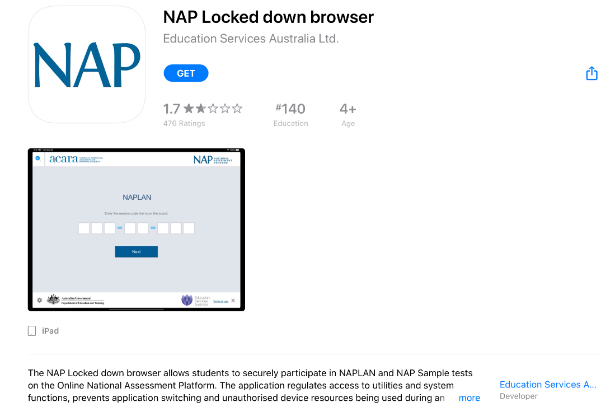 NAP
NAP Locked down browser
Education Services Australia Ltd.
GET
1.7 #140 4+
476 Ratings Education Age
acara NAP
NAPLAN
Next
Australian Government
iPad
The NAP Locked down browser allows students to securely participate in NAPLAN and NAP Sample tests
on the Online National Assessment Platform. The application regulates access to utilities and system
functions, prevents application switching and unauthorised device resources being used during an more
Education Services A...
Developer